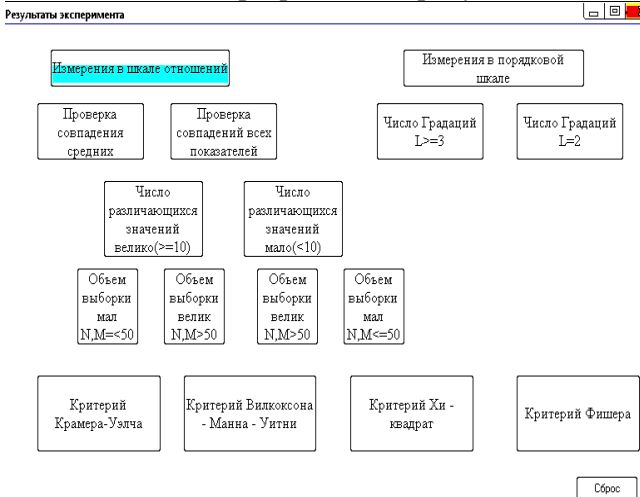 Результаты эксперимента
Измерения в шкале отношений
Измерения в порядковой
шкале
Проверка
совпадения
средних
Проверка
совпадений всех
показателей
Число Градаций
L>=3
Число Градаций
L=2
Число
различающихся
значений
велико(>=10)
Число
различающихся
значений
мало(<10)
Объем
выборки
мал
N,M=<50
Объем
выборки
велик
N,M>50
Объем
выборки
велик
N,M>50
Объем
выборки
мал
N,M<=50
Критерий
Крамера-Уэлча
Критерий Вилкоксона
- Манна - Уитни
Критерий Хи -
квадрат
Критерий Фишера
Сброс